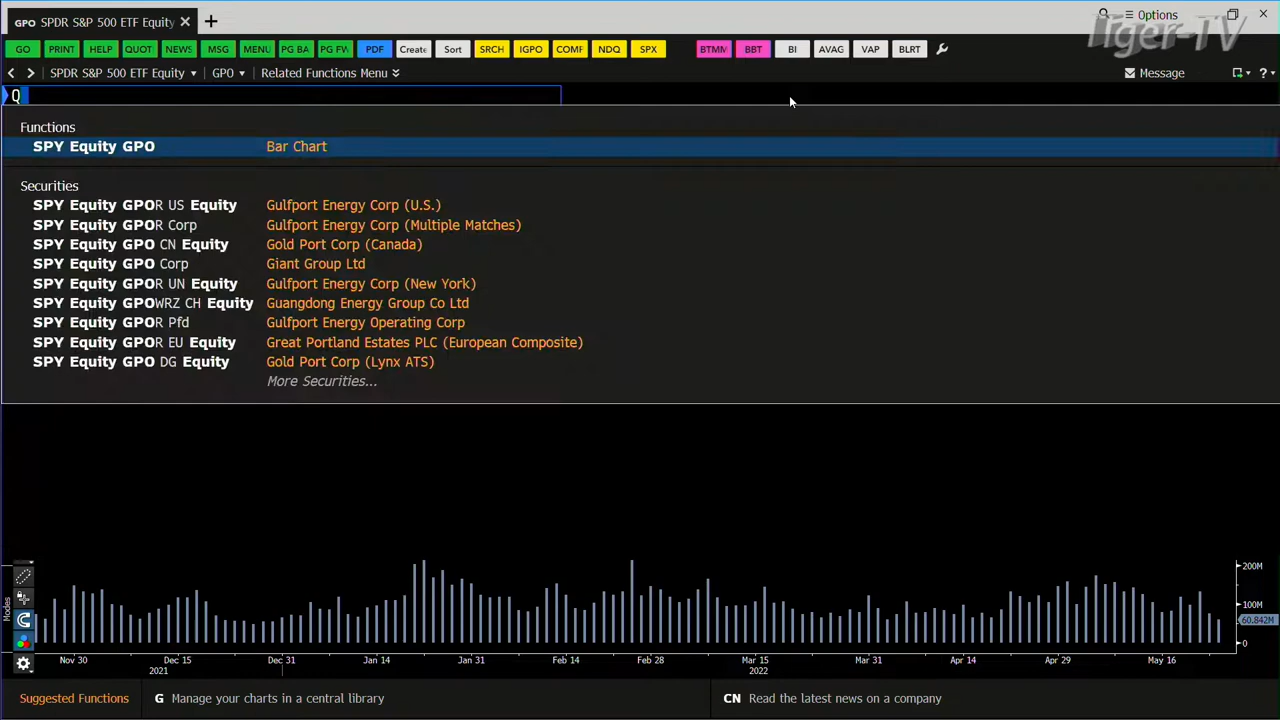 GPO SPDR S&P 500 ETF Equity
Options
Tiger-TV
GO PRINT HELP QUOT NEWS MSG MENU PG BA PG FW PDF Create Sort SRCH IGPO COMF NDQ SPX BTMM BBT BI AVAG VAP BLRT
SPDR S&P 500 ETF Equity GPO Related Functions Menu Message ?
Q
Functions
SPY Equity GPO Bar Chart
Securities
SPY Equity GPOR US Equity Gulfport Energy Corp (U.S.)
SPY Equity GPOR Corp Gulfport Energy Corp (Multiple Matches)
SPY Equity GPO CN Equity Gold Port Corp (Canada)
SPY Equity GPO Corp Giant Group Ltd
SPY Equity GPOR UN Equity Gulfport Energy Corp (New York)
SPY Equity GPOWRZ CH Equity Guangdong Energy Group Co Ltd
SPY Equity GPOR Pfd Gulfport Energy Operating Corp
SPY Equity GPOR EU Equity Great Portland Estates PLC (European Composite)
SPY Equity GPO DG Equity Gold Port Corp (Lynx ATS)
More Securities...
Modes
200M
100M
60.842M
0
Nov 30 Dec 15 Dec 31 Jan 14 Jan 31 Feb 14 Feb 28 Mar 15 Mar 31 Apr 14 Apr 29 May 16
2021 2022
Suggested Functions G Manage your charts in a central library CN Read the latest news on a company